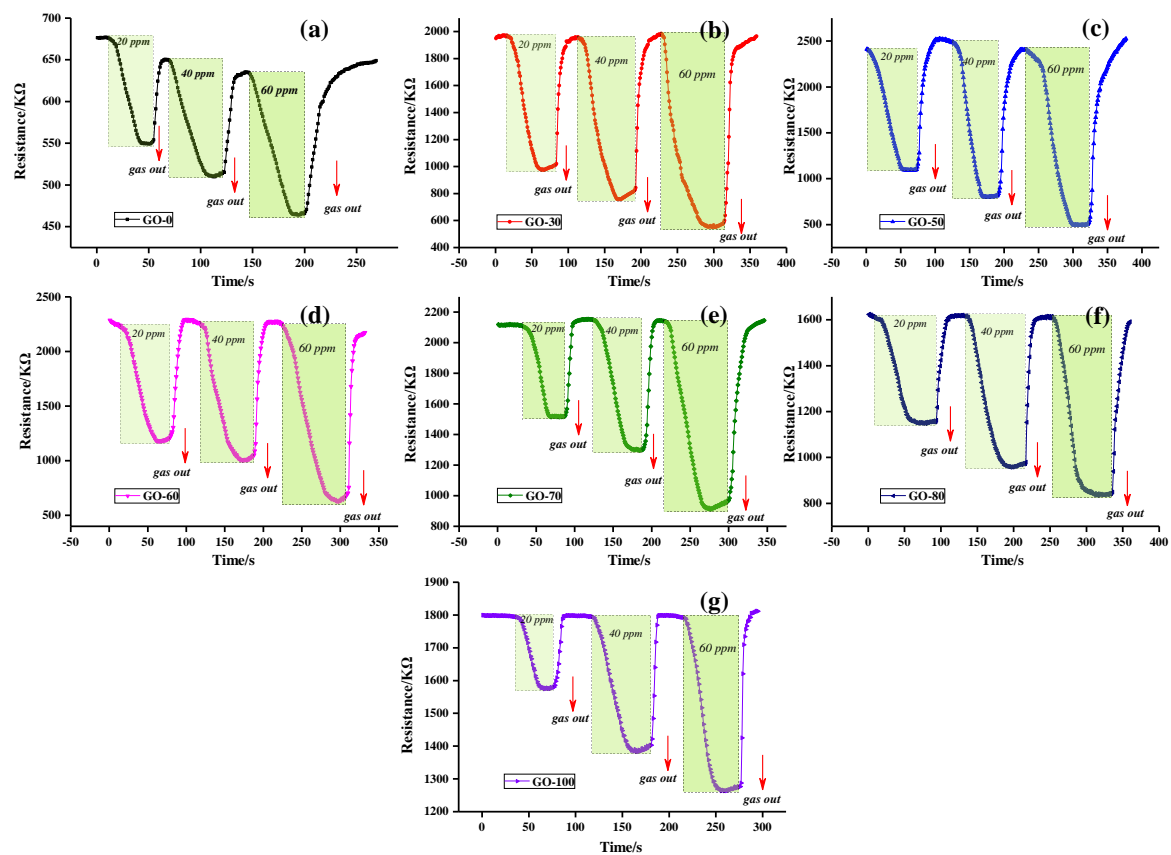 (a)
700
650
600
550
500
450
Resistance/KΩ
20 ppm
40 ppm
60 ppm
gas out
gas out
gas out
GO-0
0
50
100
150
200
250
Time/s
(b)
2000
1800
1600
1400
1200
1000
800
600
400
Resistance/KΩ
20 ppm
40 ppm
60 ppm
gas out
gas out
gas out
GO-30
-50
0
50
100
150
200
250
300
350
400
Time/s
(c)
2500
2000
1500
1000
500
Resistance/KΩ
20 ppm
40 ppm
60 ppm
gas out
gas out
gas out
GO-50
-50
0
50
100
150
200
250
300
350
400
Time/s
(d)
2500
2000
1500
1000
500
Resistance/KΩ
20 ppm
40 ppm
60 ppm
gas out
gas out
gas out
GO-60
-50
0
50
100
150
200
250
300
350
Time/s
(e)
2200
2000
1800
1600
1400
1200
1000
800
Resistance/KΩ
20 ppm
40 ppm
60 ppm
gas out
gas out
gas out
GO-70
-50
0
50
100
150
200
250
300
350
Time/s
(f)
1600
1400
1200
1000
800
Resistance/KΩ
20 ppm
40 ppm
60 ppm
gas out
gas out
gas out
GO-80
-50
0
50
100
150
200
250
300
350
400
Time/s
(g)
1900
1800
1700
1600
1500
1400
1300
1200
Resistance/KΩ
20 ppm
40 ppm
60 ppm
gas out
gas out
gas out
GO-100
0
50
100
150
200
250
300
Time/s